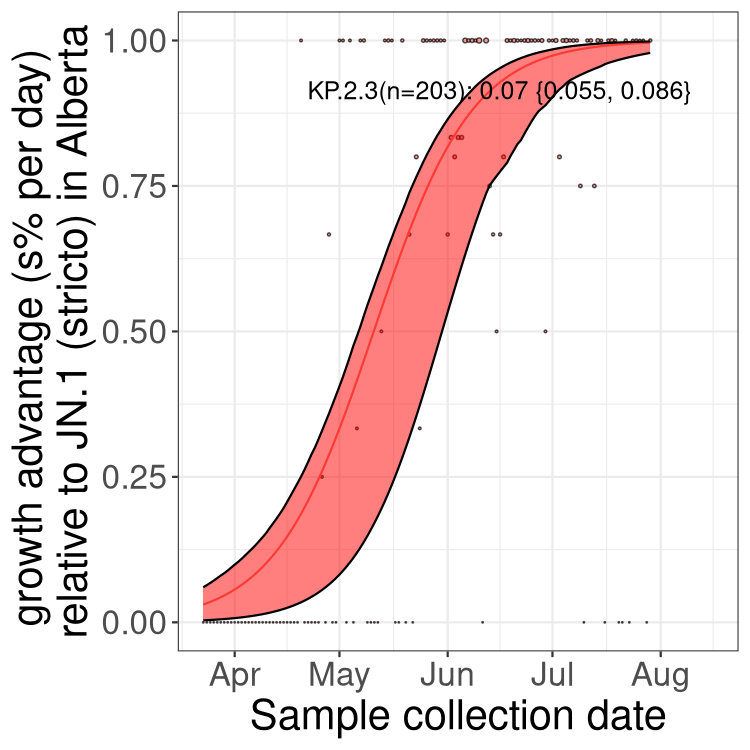 growth advantage (s% per day)
relative to JN.1 (stricto) in Alberta
1.00
0.75
0.50
0.25
0.00
KP.2.3(n=203): 0.07 {0.055, 0.086}
Apr May Jun Jul Aug
Sample collection date